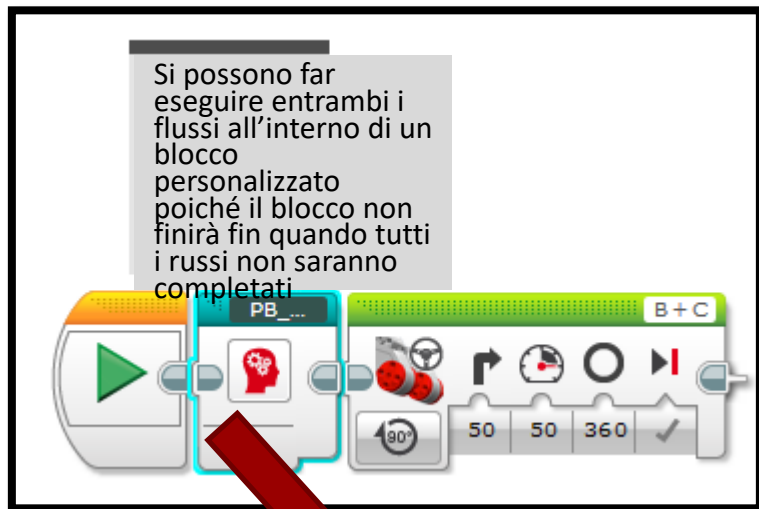 Si possono far
eseguire entrambi i
flussi all'interno di un
blocco
personalizzato
poiché il blocco non
finirà fin quando tutti
i russi non saranno
completati
PB_...
B + C
90°
50 50 360